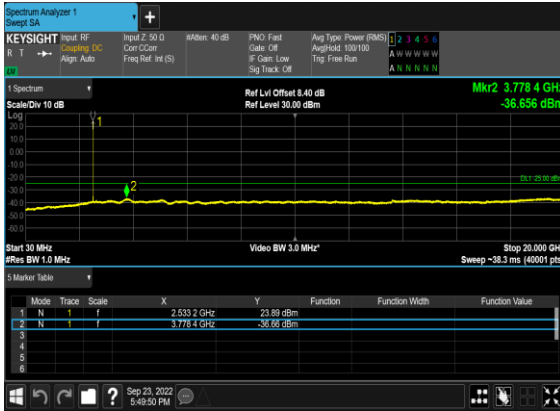 Spectrum Analyzer 1
Swept SA
+
KEYSIGHT Input: RF Input Z: 50 Ω #Atten: 40 dB PNO: Fast Avg Type: Power (RMS) 1 2 3 4 5 6
R T Coupling: DC Corr CCorr Gate: Off Avg|Hold: 100/100 A W W W W W
Align: Auto Freq Ref: Int (S) IF Gain: Low Trig: Free Run
Sig Track: Off A N N N N N
1 Spectrum
Scale/Div 10 dB Ref Lvl Offset 8.40 dB Mkr2 3.778 4 GHz
Ref Level 30.00 dBm -36.656 dBm
Log
20.0
10.0
0.00
-10.0
-20.0
-30.0
-40.0
-50.0
-60.0
1
2
DL1 -25.00 dBm
Start 30 MHz Video BW 3.0 MHz* Stop 20.000 GH
#Res BW 1.0 MHz Sweep ~38.3 ms (40001 pts
5 Marker Table
Mode Trace Scale X Y Function Function Width Function Value
1 N 1 f 2.533 2 GHz 23.89 dBm
2 N 1 f 3.778 4 GHz -36.66 dBm
3
4
5
6
? Sep 23, 2022
5:49:50 PM